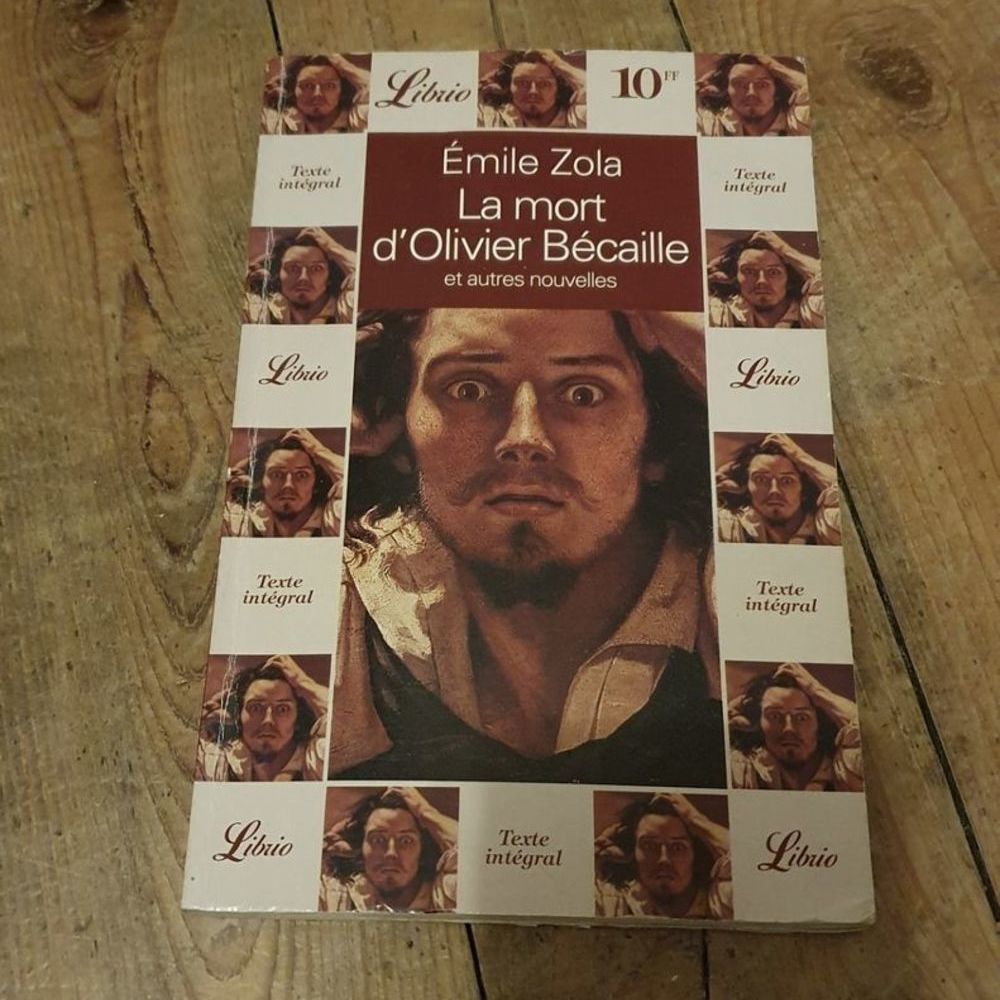 Librio
10 FF
Texte
intégral
Émile Zola
Texte
intégral
La mort
d'Olivier Bécaille
et autres nouvelles
Librio
Librio
Texte
intégral
Texte
intégral
Librio
Texte
intégral
Librio